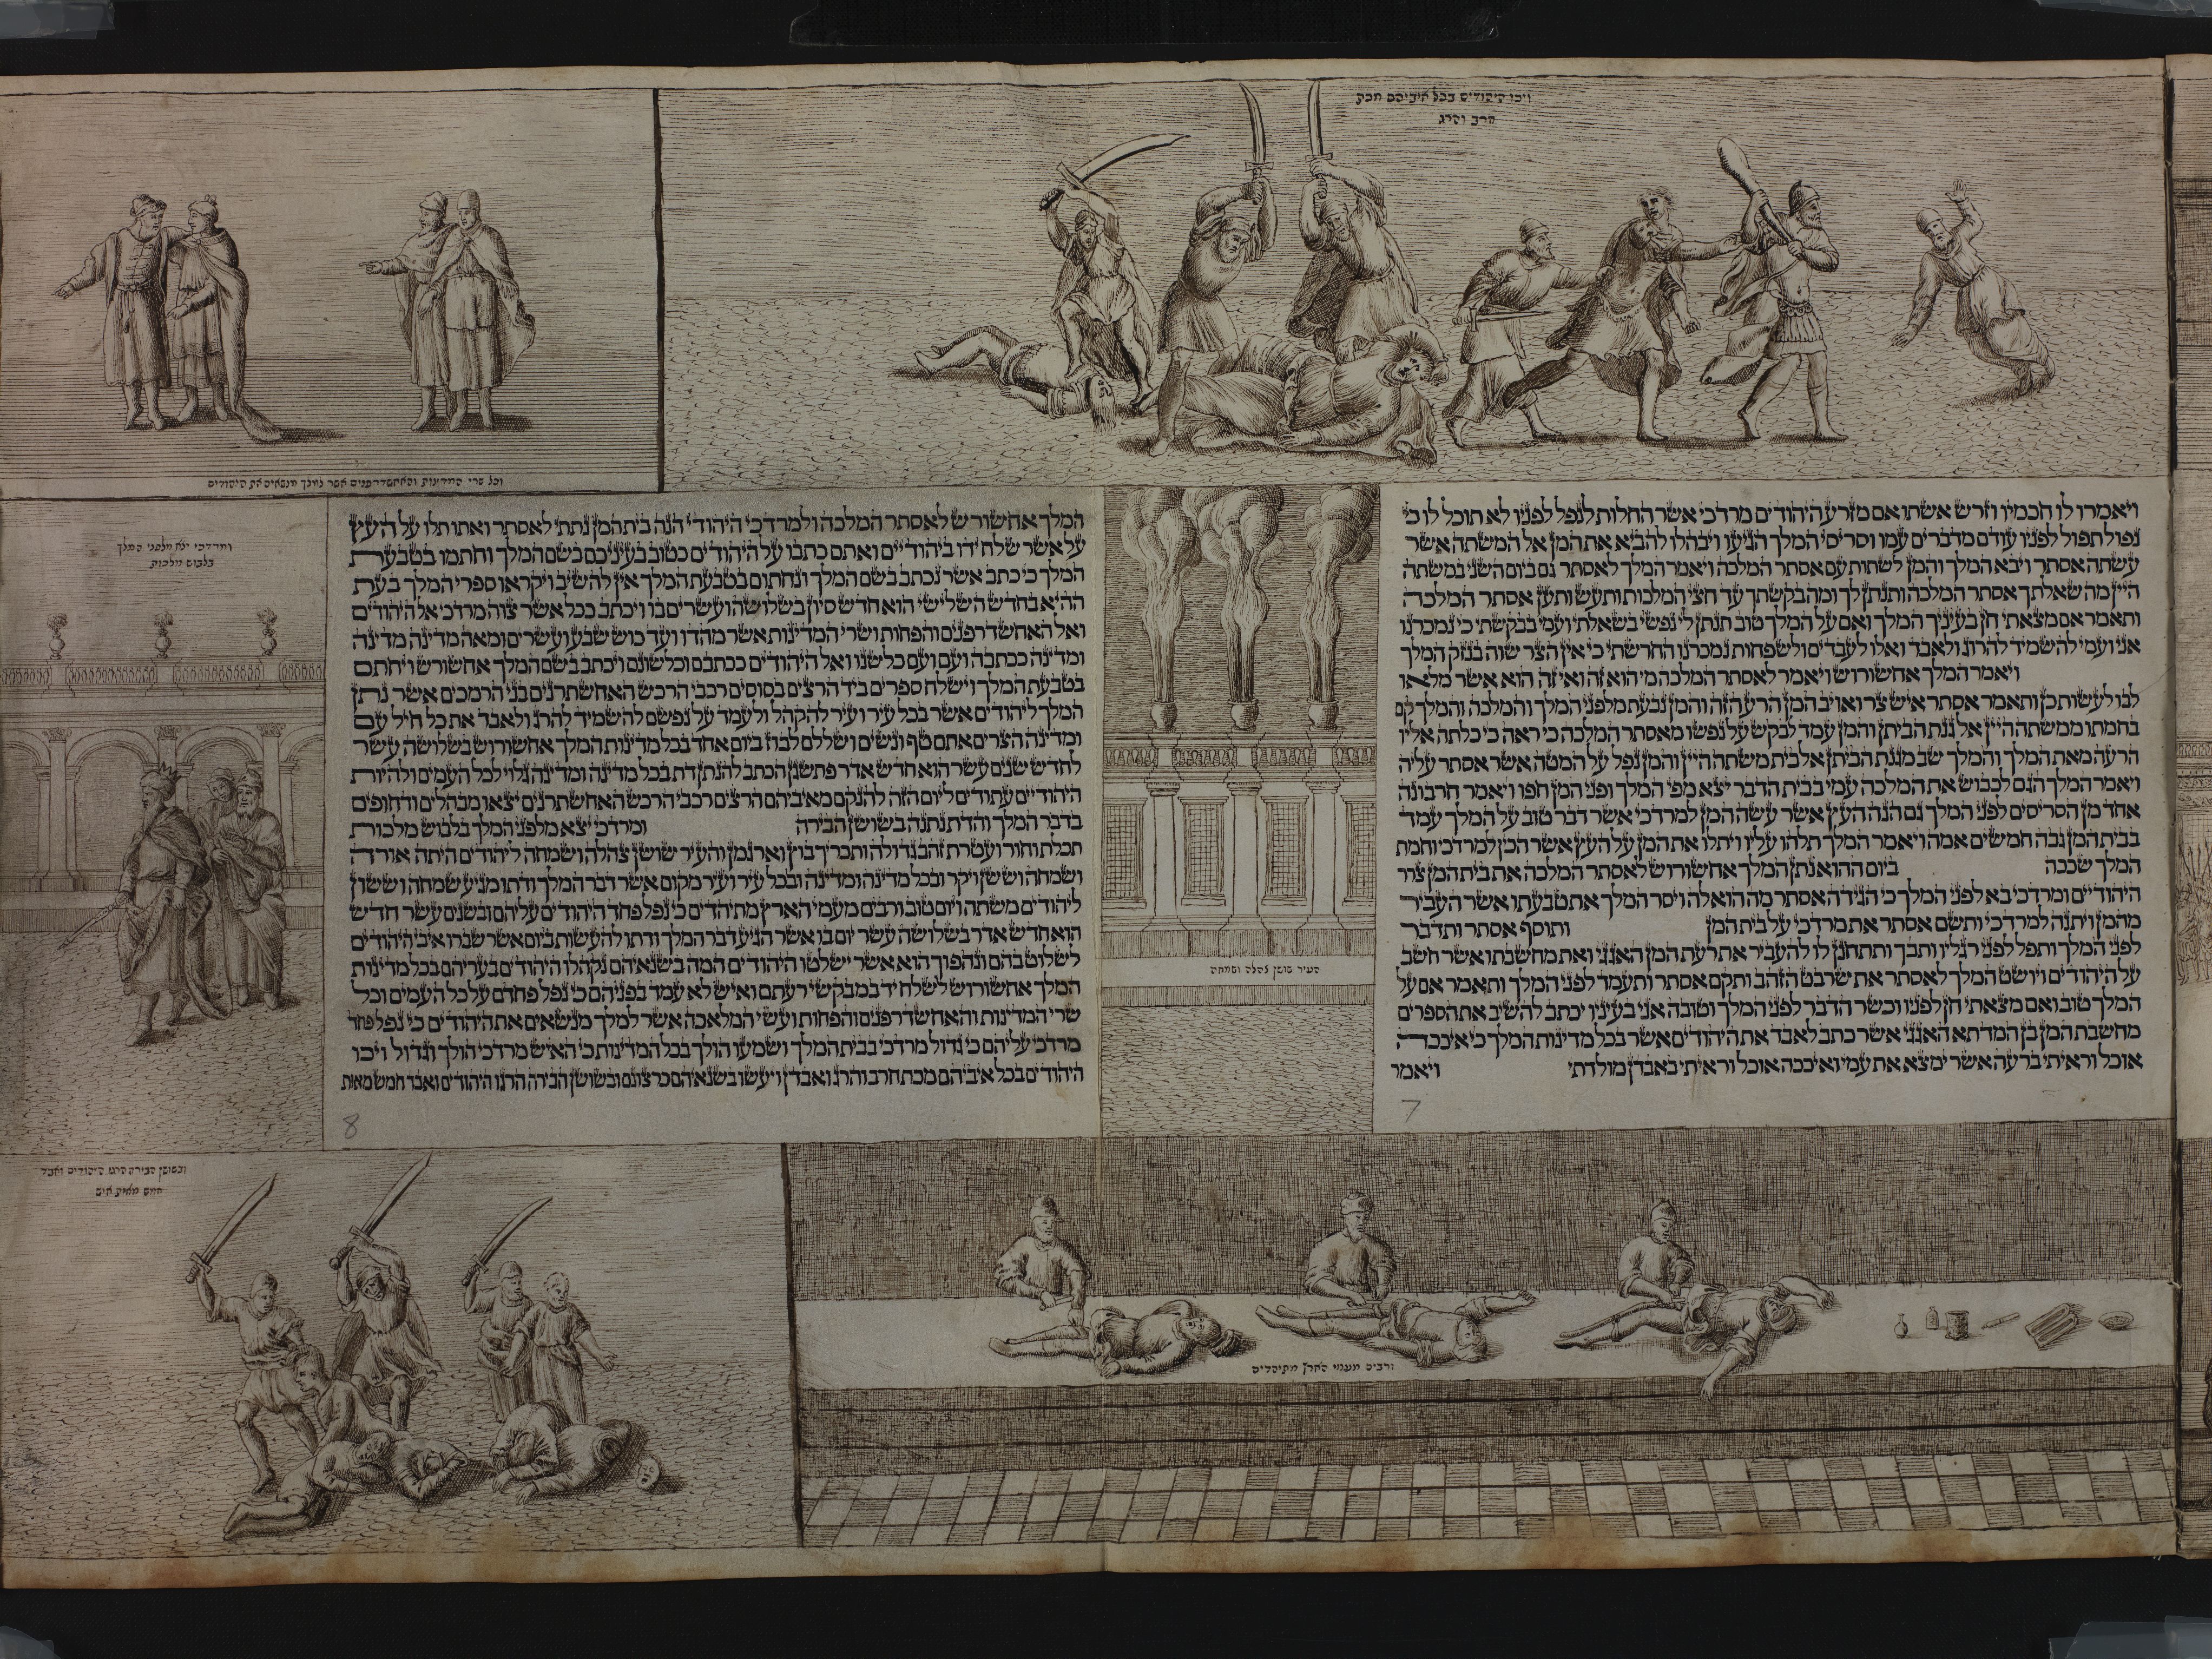 ויכו היהודים בכל איביהם מכת
חרב והרג
וכל שרי המדינות והאחשדרפנים אשר למלך מנשאים את היהודים
ויאמרו לו חכמיו וזרש אשתו אם מזרע היהודים מרדכי אשר החלות לנפל לפניו לא תוכל לו כי
נפול תפול לפניו עודם מדברים עמו וסריסי המלך הגיעו ויבהלו להביא את המן אל המשתה אשר
עשתה אסתר ויבא המלך והמן לשתות עם אסתר המלכה ויאמר המלך לאסתר גם ביום השני במשתה
היין מה שאלתך אסתר המלכה ותנתן לך ומה בקשתך עד חצי המלכות ותעש ותען אסתר המלכה
ותאמר אם מצאתי חן בעיניך המלך ואם על המלך טוב תנתן לי נפשי בשאלתי ועמי בבקשתי כי נמכרנו
אני ועמי להשמיד להרוג ולאבד ואלו לעבדים ולשפחות נמכרנו החרשתי כי אין הצר שוה בנזק המלך
ויאמר המלך אחשורוש ויאמר לאסתר המלכה מי הוא זה ואי זה הוא אשר מלאו
לבו לעשות כן ותאמר אסתר איש צר ואויב המן הרע הזה והמן נבעת מלפני המלך והמלכה והמלך קם
בחמתו ממשתה היין אל גנת הביתן והמן עמד לבקש על נפשו מאסתר המלכה כי ראה כי כלתה אליו
הרעה מאת המלך והמלך שב מגנת הביתן אל בית משתה היין והמן נפל על המטה אשר אסתר עליה
ויאמר המלך הגם לכבוש את המלכה עמי בבית הדבר יצא מפי המלך ופני המן חפו ויאמר חרבונה
אחד מן הסריסים לפני המלך גם הנה העץ אשר עשה המן למרדכי אשר דבר טוב על המלך עמד
בבית המן גבה חמשים אמה ויאמר המלך תלהו עליו ויתלו את המן על העץ אשר הכין למרדכי וחמת
המלך שככה ביום ההוא נתן המלך אחשורוש לאסתר המלכה את בית המן צרר
היהודיים ומרדכי בא לפני המלך כי הגידה אסתר מה הוא לה ויסר המלך את טבעתו אשר העביר
מהמן ויתנה למרדכי ותשם אסתר את מרדכי על בית המן ותוסף אסתר ותדבר
לפני המלך ותפל לפני רגליו ותבך ותתחנן לו להעביר את רעת המן האגגי ואת מחשבתו אשר חשב
על היהודים ויושט המלך לאסתר את שרבט הזהב ותקם אסתר ותעמד לפני המלך ותאמר אם על
המלך טוב ואם מצאתי חן לפניו וכשר הדבר לפני המלך וטובה אני בעיניו יכתב להשיב את הספרים
מחשבת המן בן המדתא האגגי אשר כתב לאבד את היהודים אשר בכל מדינות המלך כי איככה
אוכל וראיתי ברעה אשר ימצא את עמי ואיככה אוכל וראיתי באבדן מולדתי ויאמר
7
העיר שושן צהלה ושמחה
המלך אחשורש לאסתר המלכה ולמרדכי היהודי הנה בית המן נתתי לאסתר ואתו תלו על העץ
על אשר שלח ידו ביהודיים ואתם כתבו על היהודים כטוב בעיניכם בשם המלך וחתמו בטבעת
המלך כי כתב אשר נכתב בשם המלך ונחתום בטבעת המלך אין להשיב ויקראו ספרי המלך בעת
ההיא בחדש השלישי הוא חדש סיון בשלושה ועשרים בו ויכתב ככל אשר צוה מרדכי אל היהודים
ואל האחשדרפנים והפחות ושרי המדינות אשר מהדו ועד כוש שבע ועשרים ומאה מדינה מדינה
ומדינה ככתבה ועם ועם כלשנו ואל היהודים ככתבם וכלשונם ויכתב בשם המלך אחשורש ויחתם
בטבעת המלך וישלח ספרים ביד הרצים בסוסים רכבי הרכש האחשתרנים בני הרמכים אשר נתן
המלך ליהודים אשר בכל עיר ועיר להקהל ולעמד על נפשם להשמיד להרג ולאבד את כל חיל עם
ומדינה הצרים אתם טף ונשים ושללם לבוז ביום אחד בכל מדינות המלך אחשורוש בשלושה עשר
לחדש שנים עשר הוא חדש אדר פתשגן הכתב להנתן דת בכל מדינה ומדינה גלוי לכל העמים ולהיות
היהודיים עתודים ליום הזה להנקם מאיביהם הרצים רכבי הרכש האחשתרנים יצאו מבהלים ודחופים
בדבר המלך והדת נתנה בשושן הבירה ומרדכי יצא מלפני המלך בלבוש מלכות
תכלת וחור ועטרת זהב גדולה ותכריך בוץ וארגמן והעיר שושן צהלה ושמחה ליהודים היתה אורה
ושמחה וששן ויקר ובכל מדינה ומדינה ובכל עיר ועיר מקום אשר דבר המלך ודתו מגיע שמחה וששון
ליהודים משתה ויום טוב ורבים מעמי הארץ מתיהדים כי נפל פחד היהודים עליהם ובשנים עשר חדש
הוא חדש אדר בשלושה עשר יום בו אשר הגיע דבר המלך ודתו להעשות ביום אשר שברו איבי היהודים
לשלוט בהם ונהפוך הוא אשר ישלטו היהודים המה בשנאיהם נקהלו היהודים בעריהם בכל מדינות
המלך אחשורוש לשלח יד במבקשי רעתם ואיש לא עמד בפניהם כי נפל פחדם על כל העמים וכל
שרי המדינות והאחשדרפנים והפחות ועשי המלאכה אשר למלך מנשאים את היהודים כי נפל פחד
מרדכי עליהם כי גדול מרדכי בבית המלך ושמעו הולך בכל המדינות כי האיש מרדכי הולך וגדול ויכו
היהודים בכל איביהם מכת חרב והרג ואבדן ויעשו בשנאיהם כרצונם ובשושן הבירה הרגו היהודים ואבד חמש מאות
8
ומרדכי יצא מלפני המלך
בלבוש מלכות
ורבים מעמי הארץ מתיהדים
ובשושן הבירה הרגו היהודים ואבד
חמש מאות איש